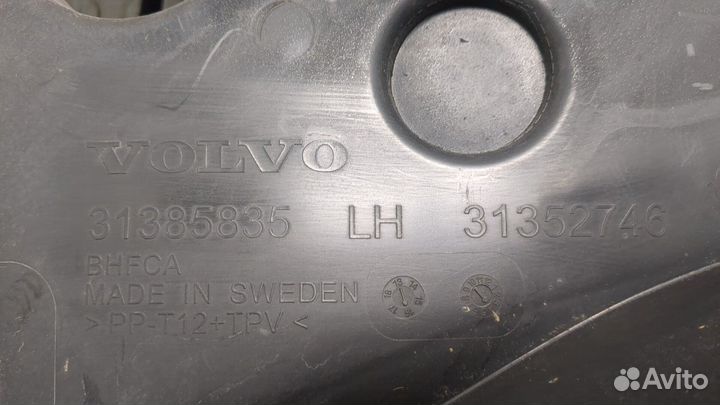 VOLVO
31385835 LH 31352746
BHFCA
MADE IN SWEDEN
>PP-T12+TPV<
Avito